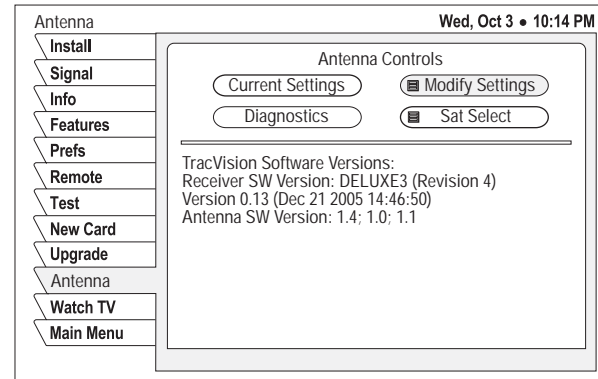 Antenna
Wed, Oct 3 ● 10:14 PM
Install
Signal
Info
Features
Prefs
Remote
Test
New Card
Upgrade
Antenna
Watch TV
Main Menu
Antenna Controls
Current Settings
Modify Settings
Diagnostics
Sat Select
TracVision Software Versions:
Receiver SW Version: DELUXE3 (Revision 4)
Version 0.13 (Dec 21 2005 14:46:50)
Antenna SW Version: 1.4; 1.0; 1.1